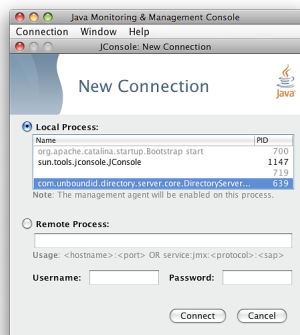 Java Monitoring & Management Console
Connection Window Help
JConsole: New Connection
New Connection
Java
Local Process:
Name PID
org.apache.catalina.startup.Bootstrap start 700
sun.tools.jconsole.JConsole 1147
719
com.unboundid.directory.server.core.DirectoryServer... 639
Note: The management agent will be enabled on this process.
Remote Process:
Usage: <hostname>:<port> OR service:jmx:<protocol>:<sap>
Username: Password:
Connect Cancel